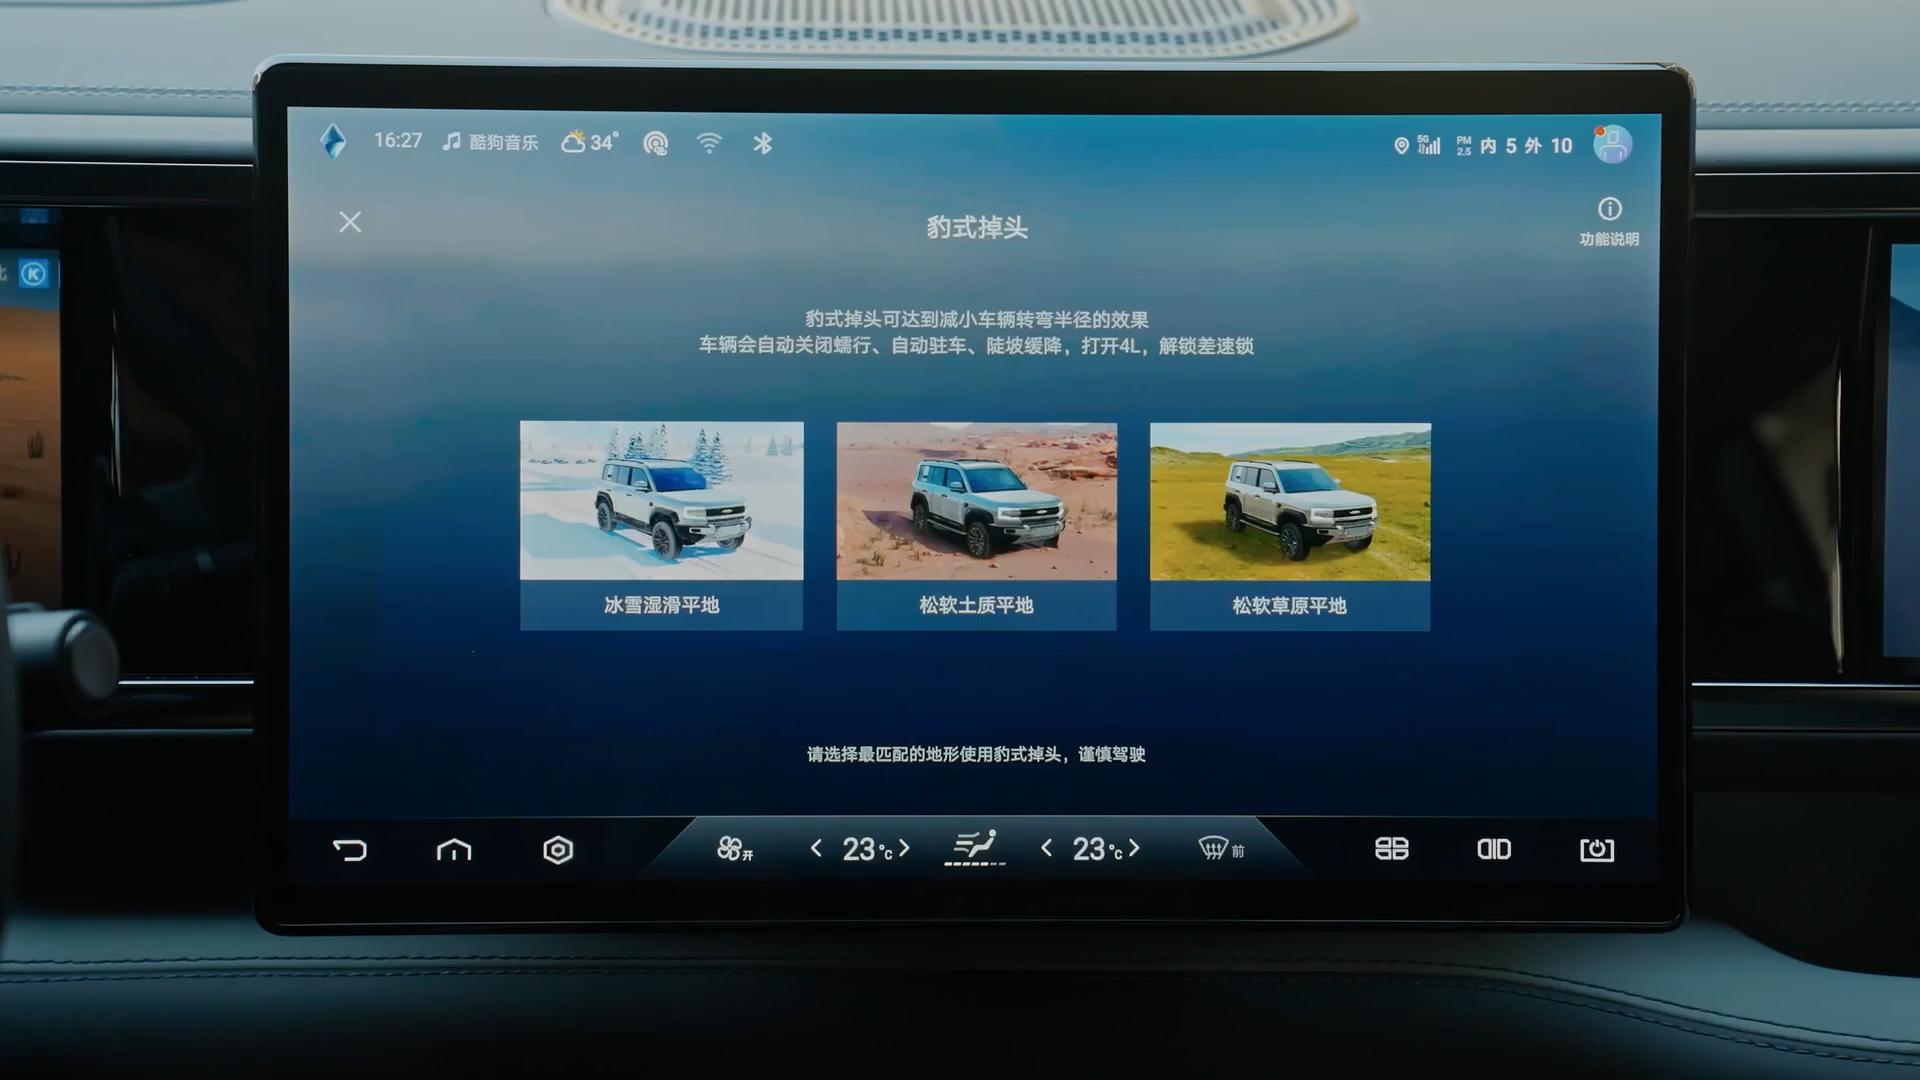 16:27 酷狗音乐 34° 5G PM 2.5 内 5 外 10
豹式掉头
功能说明
豹式掉头可达到减小车辆转弯半径的效果
车辆会自动关闭蠕行、自动驻车、陡坡缓降，打开4L，解锁差速锁
冰雪湿滑平地 松软土质平地 松软草原平地
请选择最匹配的地形使用豹式掉头，谨慎驾驶
开 23°C 23°C 前
K